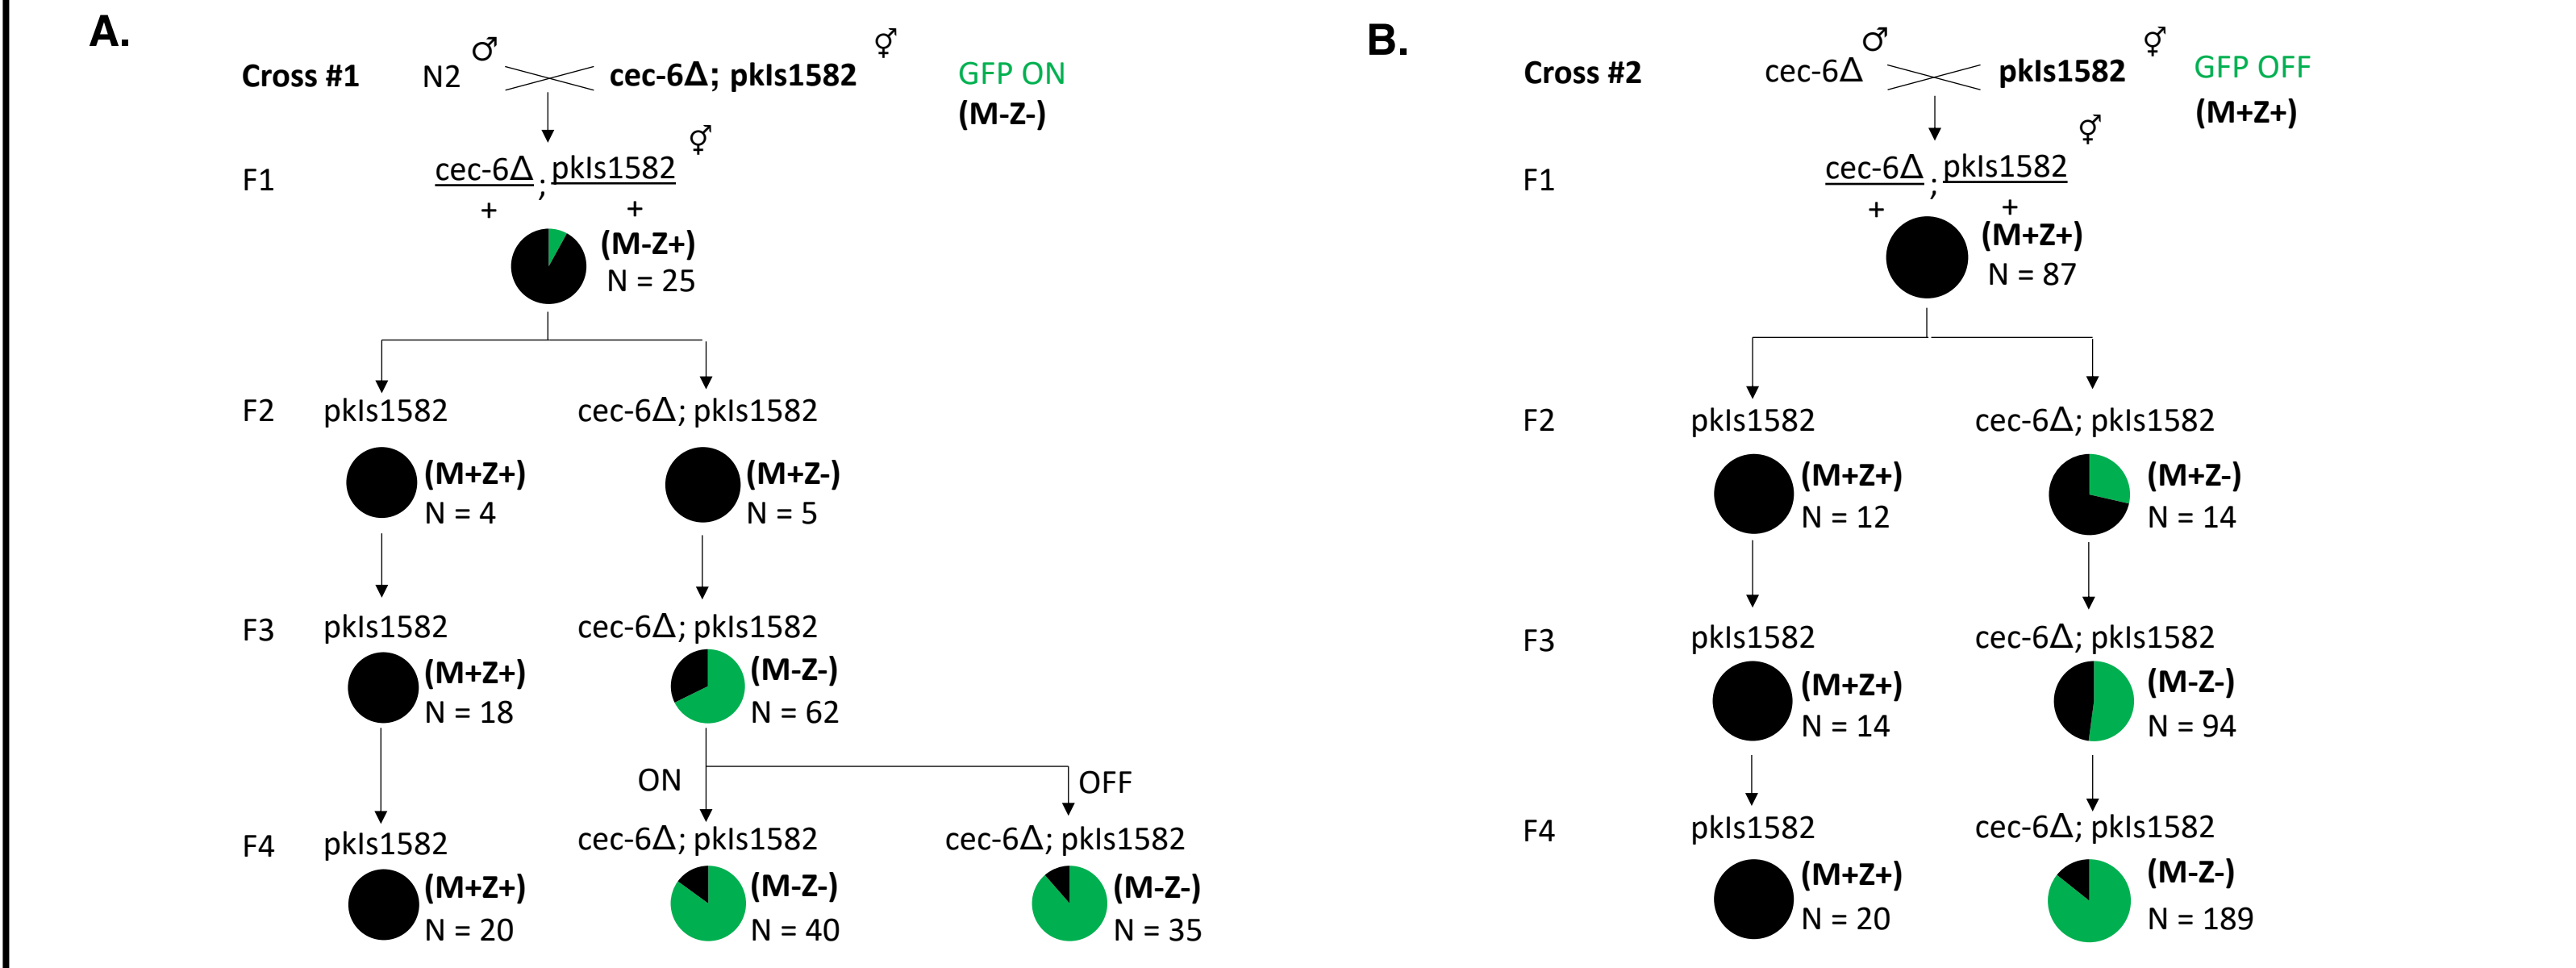 A.
Cross #1 N2 ♂ cec-6Δ; pkIs1582 ⚥ GFP ON
(M-Z-)
F1 cec-6Δ ; pkIs1582 ⚥
+ +
(M-Z+)
N = 25
F2 pkIs1582 cec-6Δ; pkIs1582
(M+Z+) (M+Z-)
N = 4 N = 5
F3 pkIs1582 cec-6Δ; pkIs1582
(M+Z+) (M-Z-)
N = 18 N = 62
ON OFF
F4 pkIs1582 cec-6Δ; pkIs1582 cec-6Δ; pkIs1582
(M+Z+) (M-Z-) (M-Z-)
N = 20 N = 40 N = 35
B.
Cross #2 cec-6Δ ♂ pkIs1582 ⚥ GFP OFF
(M+Z+)
F1 cec-6Δ ; pkIs1582 ⚥
+ +
(M+Z+)
N = 87
F2 pkIs1582 cec-6Δ; pkIs1582
(M+Z+) (M+Z-)
N = 12 N = 14
F3 pkIs1582 cec-6Δ; pkIs1582
(M+Z+) (M-Z-)
N = 14 N = 94
F4 pkIs1582 cec-6Δ; pkIs1582
(M+Z+) (M-Z-)
N = 20 N = 189